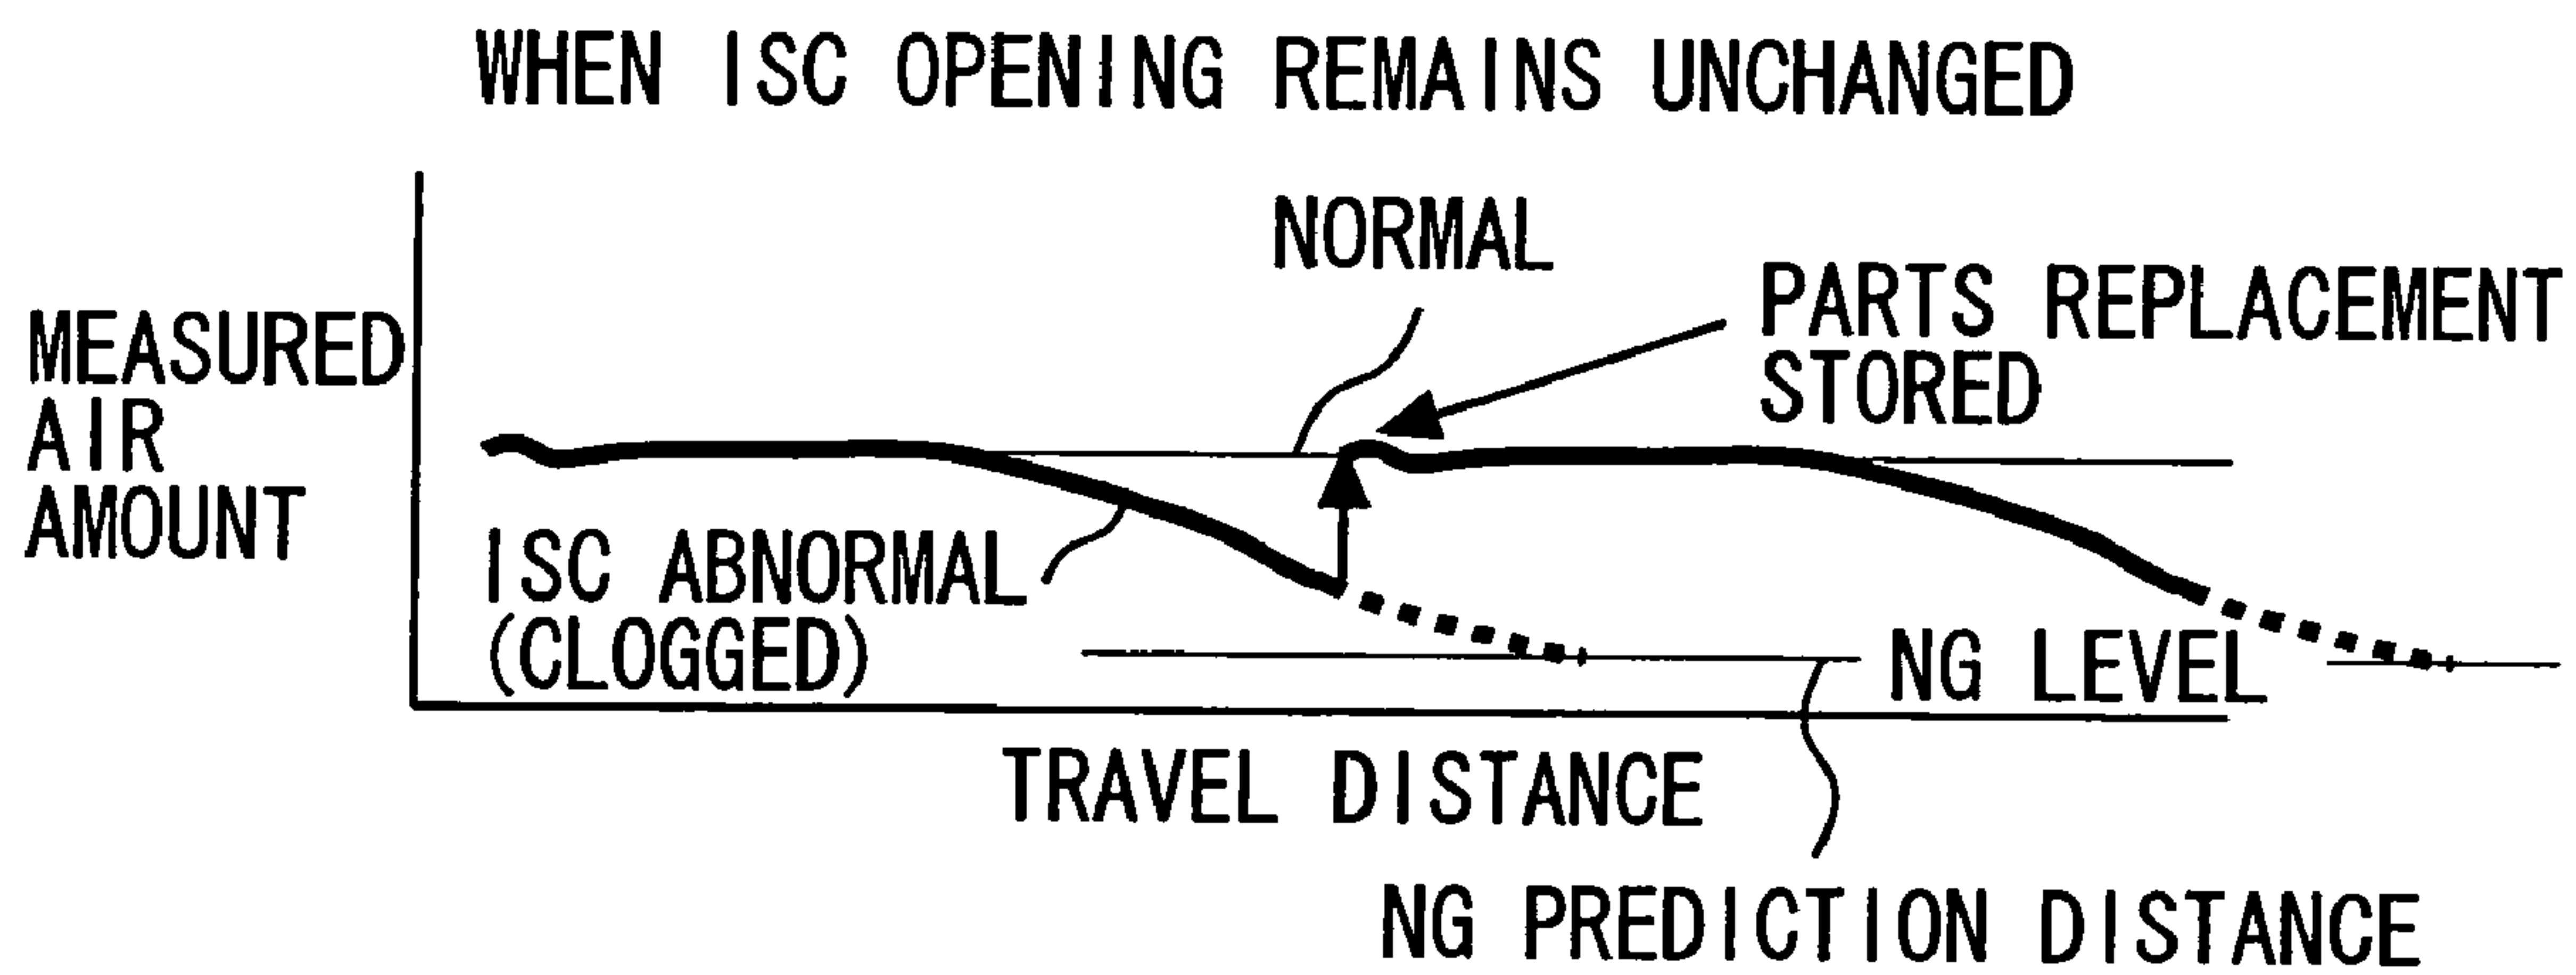 WHEN ISC OPENING REMAINS UNCHANGED
NORMAL
PARTS REPLACEMENT
STORED
MEASURED
AIR
AMOUNT
ISC ABNORMAL
(CLOGGED)
NG LEVEL
TRAVEL DISTANCE
NG PREDICTION DISTANCE